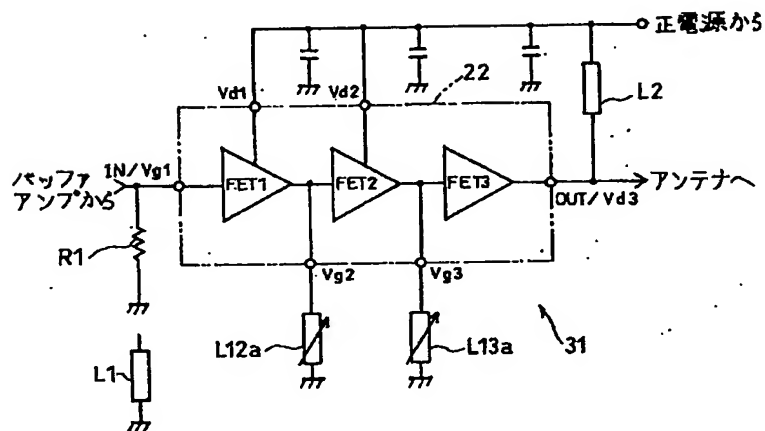 正電源から
22
Vd1
Vd2
L2
バッファ
アンプから
IN/Vg1
FET1
FET2
FET3
アンテナへ
OUT/Vd3
R1
Vg2
Vg3
L12a
L13a
31
L1